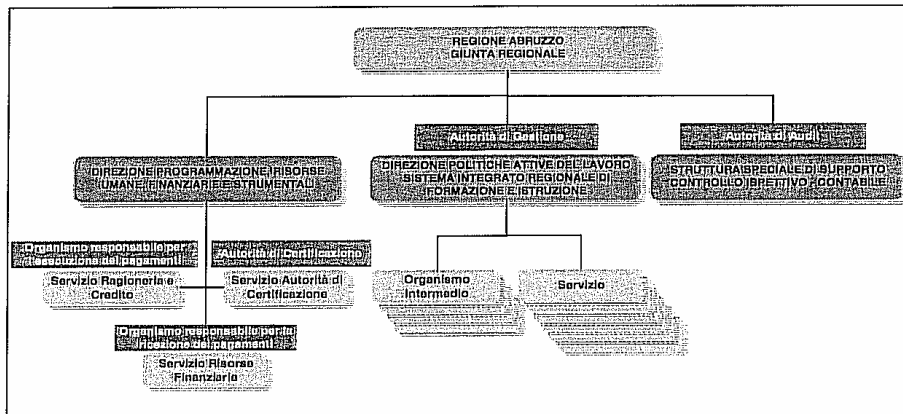 REGIONE ABRUZZO
GIUNTA REGIONALE
Autorità di Gestione
Autorità di Audit
DIREZIONE PROGRAMMAZIONE, RISORSE
UMANE, FINANZIARIE E STRUMENTALI
DIREZIONE POLITICHE ATTIVE DEL LAVORO
SISTEMA INTEGRATO REGIONALE DI
FORMAZIONE E ISTRUZIONE
STRUTTURA SPECIALE DI SUPPORTO
CONTROLLO ISPETTIVO - CONTABILE
Organismo responsabile per
l'esecuzione dei pagamenti
Servizio Ragioneria e
Credito
Autorità di Certificazione
Servizio Autorità di
Certificazione
Organismo
Intermedio
Servizio
Organismo responsabile per la
ricezione dei pagamenti
Servizio Risorse
Finanziarie